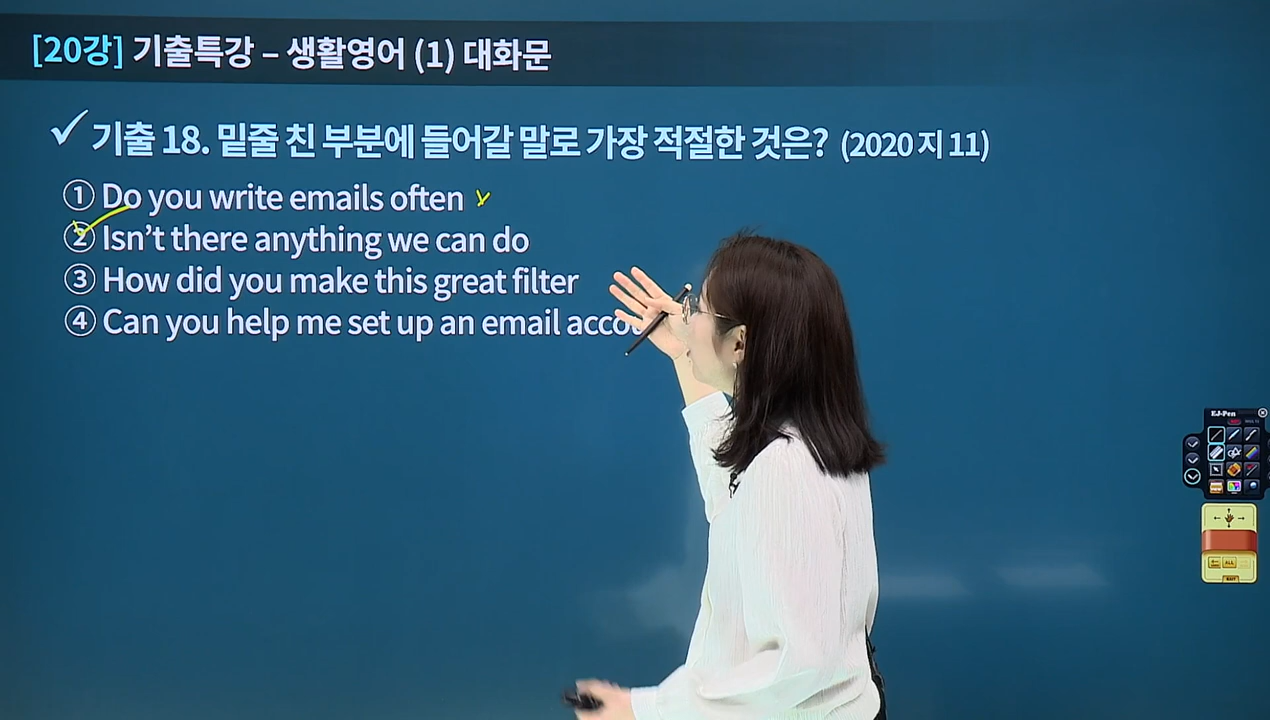 [20강] 기출특강 – 생활영어 (1) 대화문
기출 18. 밑줄 친 부분에 들어갈 말로 가장 적절한 것은? (2020 지 11)
① Do you write emails often
② Isn't there anything we can do
③ How did you make this great filter
④ Can you help me set up an email
EJ-Pen
ALL